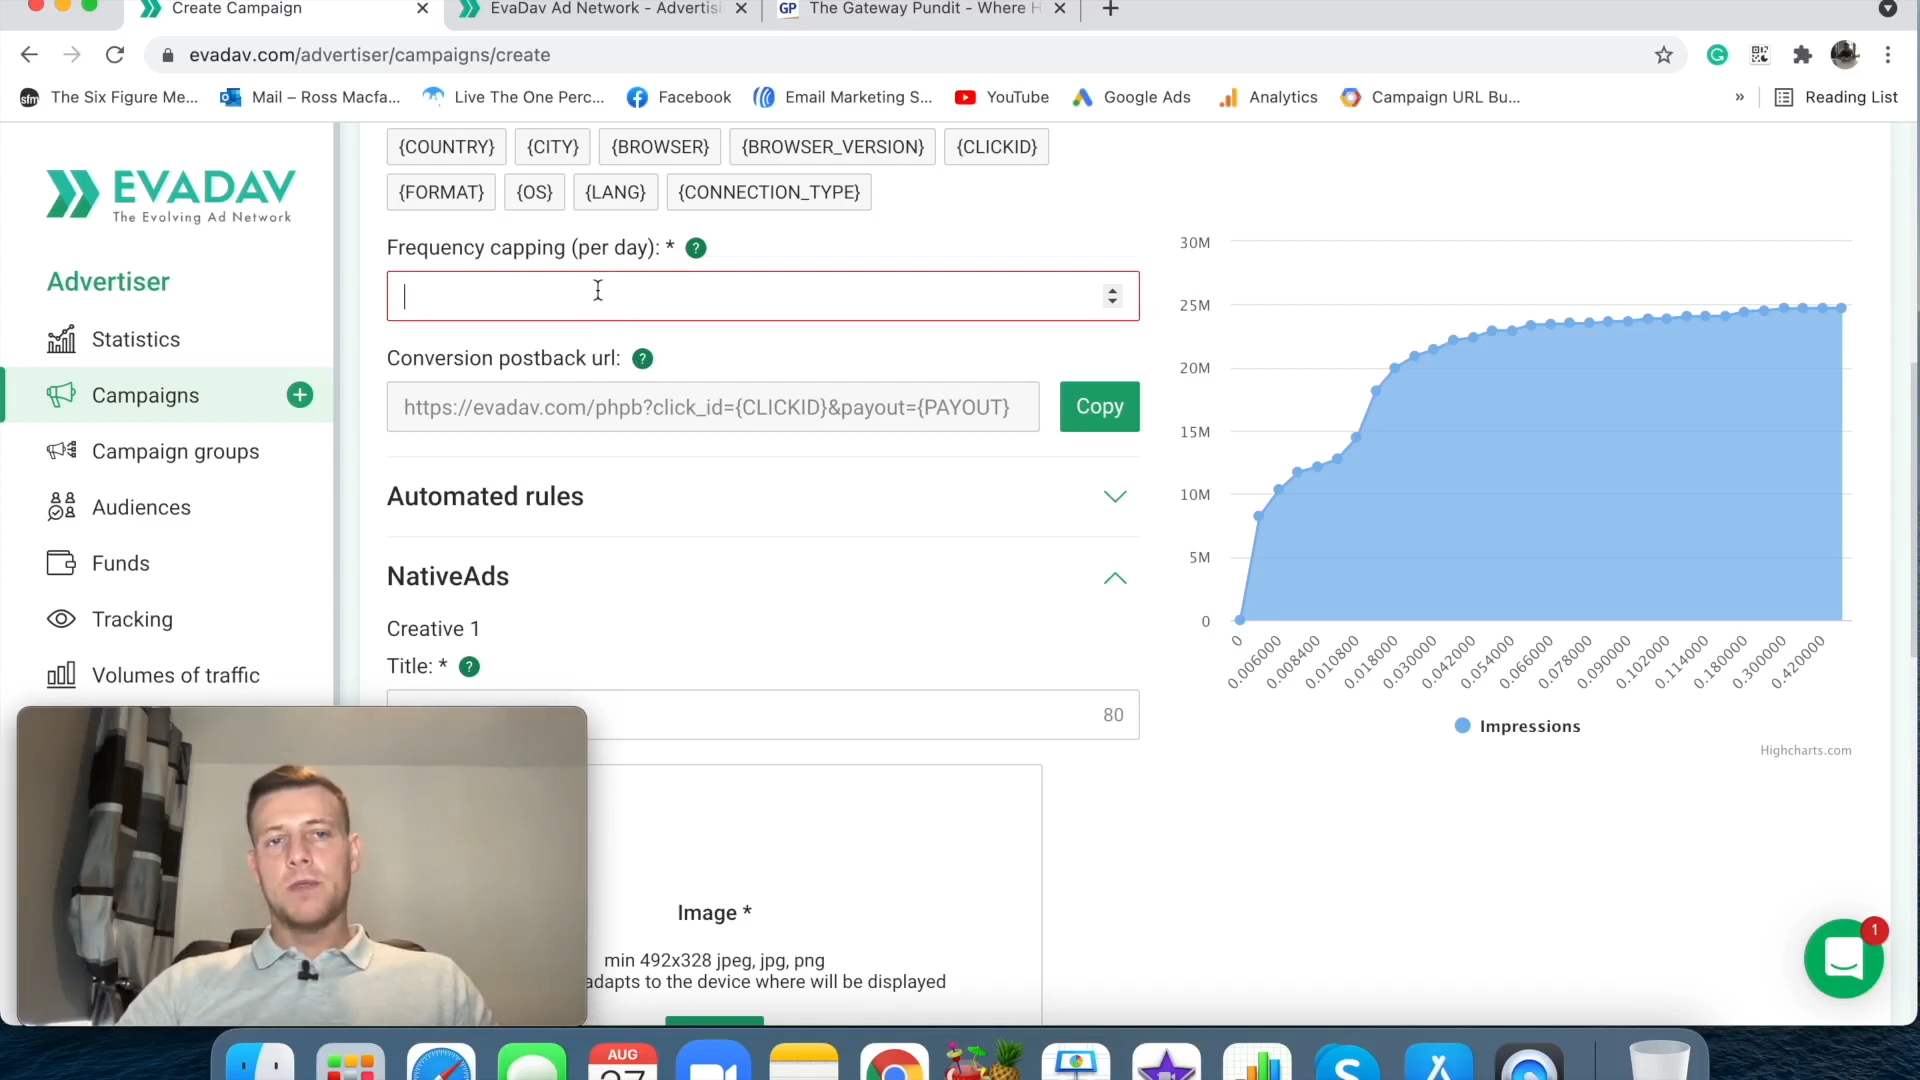 Create Campaign
EvaDav Ad Network - Advertisi
GP The Gateway Pundit - Where H
evadav.com/advertiser/campaigns/create
sfm The Six Figure Me...
Mail – Ross Macfa...
Live The One Perc...
Facebook
Email Marketing S...
YouTube
Google Ads
Analytics
Campaign URL Bu...
»
Reading List
EVADAV
The Evolving Ad Network
Advertiser
Statistics
Campaigns
Campaign groups
Audiences
Funds
Tracking
Volumes of traffic
{COUNTRY} {CITY} {BROWSER} {BROWSER_VERSION} {CLICKID}
{FORMAT} {OS} {LANG} {CONNECTION_TYPE}
Frequency capping (per day): * ?
Conversion postback url: ?
https://evadav.com/phpb?click_id={CLICKID}&payout={PAYOUT}
Copy
Automated rules
NativeAds
Creative 1
Title: * ?
80
Image *
min 492x328 jpeg, jpg, png
adapts to the device where will be displayed
30M
25M
20M
15M
10M
5M
0
0 0.006000 0.008400 0.010800 0.018000 0.030000 0.042000 0.054000 0.066000 0.078000 0.090000 0.102000 0.114000 0.180000 0.300000 0.420000
Impressions
Highcharts.com
1
AUG
27